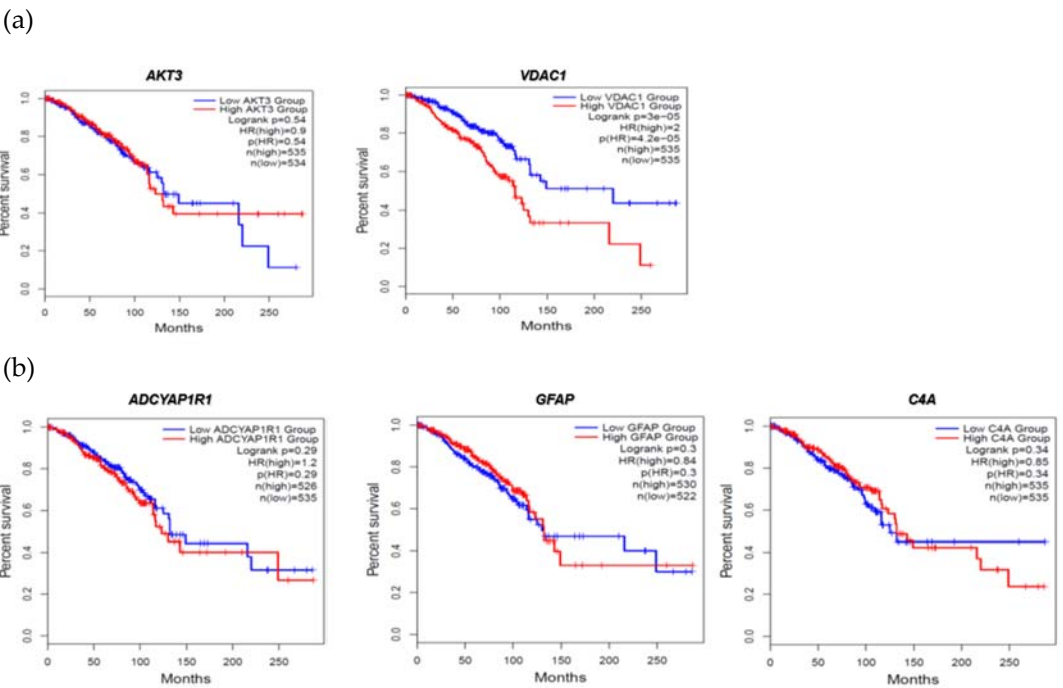 (a)
AKT3
Low AKT3 Group
High AKT3 Group
Logrank p=0.54
HR(high)=0.9
p(HR)=0.54
n(high)=535
n(low)=534
Percent survival
0.0 0.2 0.4 0.6 0.8 1.0
0 50 100 150 200 250
Months
VDAC1
Low VDAC1 Group
High VDAC1 Group
Logrank p=3e−05
HR(high)=2
p(HR)=4.2e−05
n(high)=535
n(low)=535
Percent survival
0.0 0.2 0.4 0.6 0.8 1.0
0 50 100 150 200 250
Months
(b)
ADCYAP1R1
Low ADCYAP1R1 Group
High ADCYAP1R1 Group
Logrank p=0.29
HR(high)=1.2
p(HR)=0.29
n(high)=526
n(low)=535
Percent survival
0.0 0.2 0.4 0.6 0.8 1.0
0 50 100 150 200 250
Months
GFAP
Low GFAP Group
High GFAP Group
Logrank p=0.3
HR(high)=0.84
p(HR)=0.3
n(high)=530
n(low)=522
Percent survival
0.0 0.2 0.4 0.6 0.8 1.0
0 50 100 150 200 250
Months
C4A
Low C4A Group
High C4A Group
Logrank p=0.34
HR(high)=0.85
p(HR)=0.34
n(high)=535
n(low)=535
Percent survival
0.0 0.2 0.4 0.6 0.8 1.0
0 50 100 150 200 250
Months